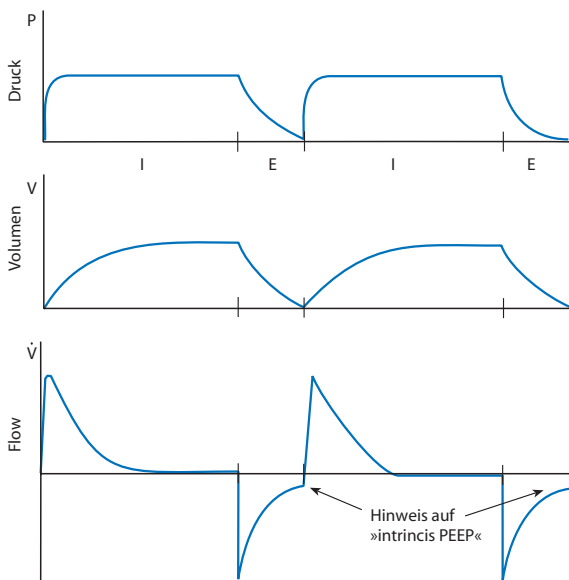 P
Druck
I
E
I
E
V
Volumen
V̇
Flow
Hinweis auf
»intrincis PEEP«